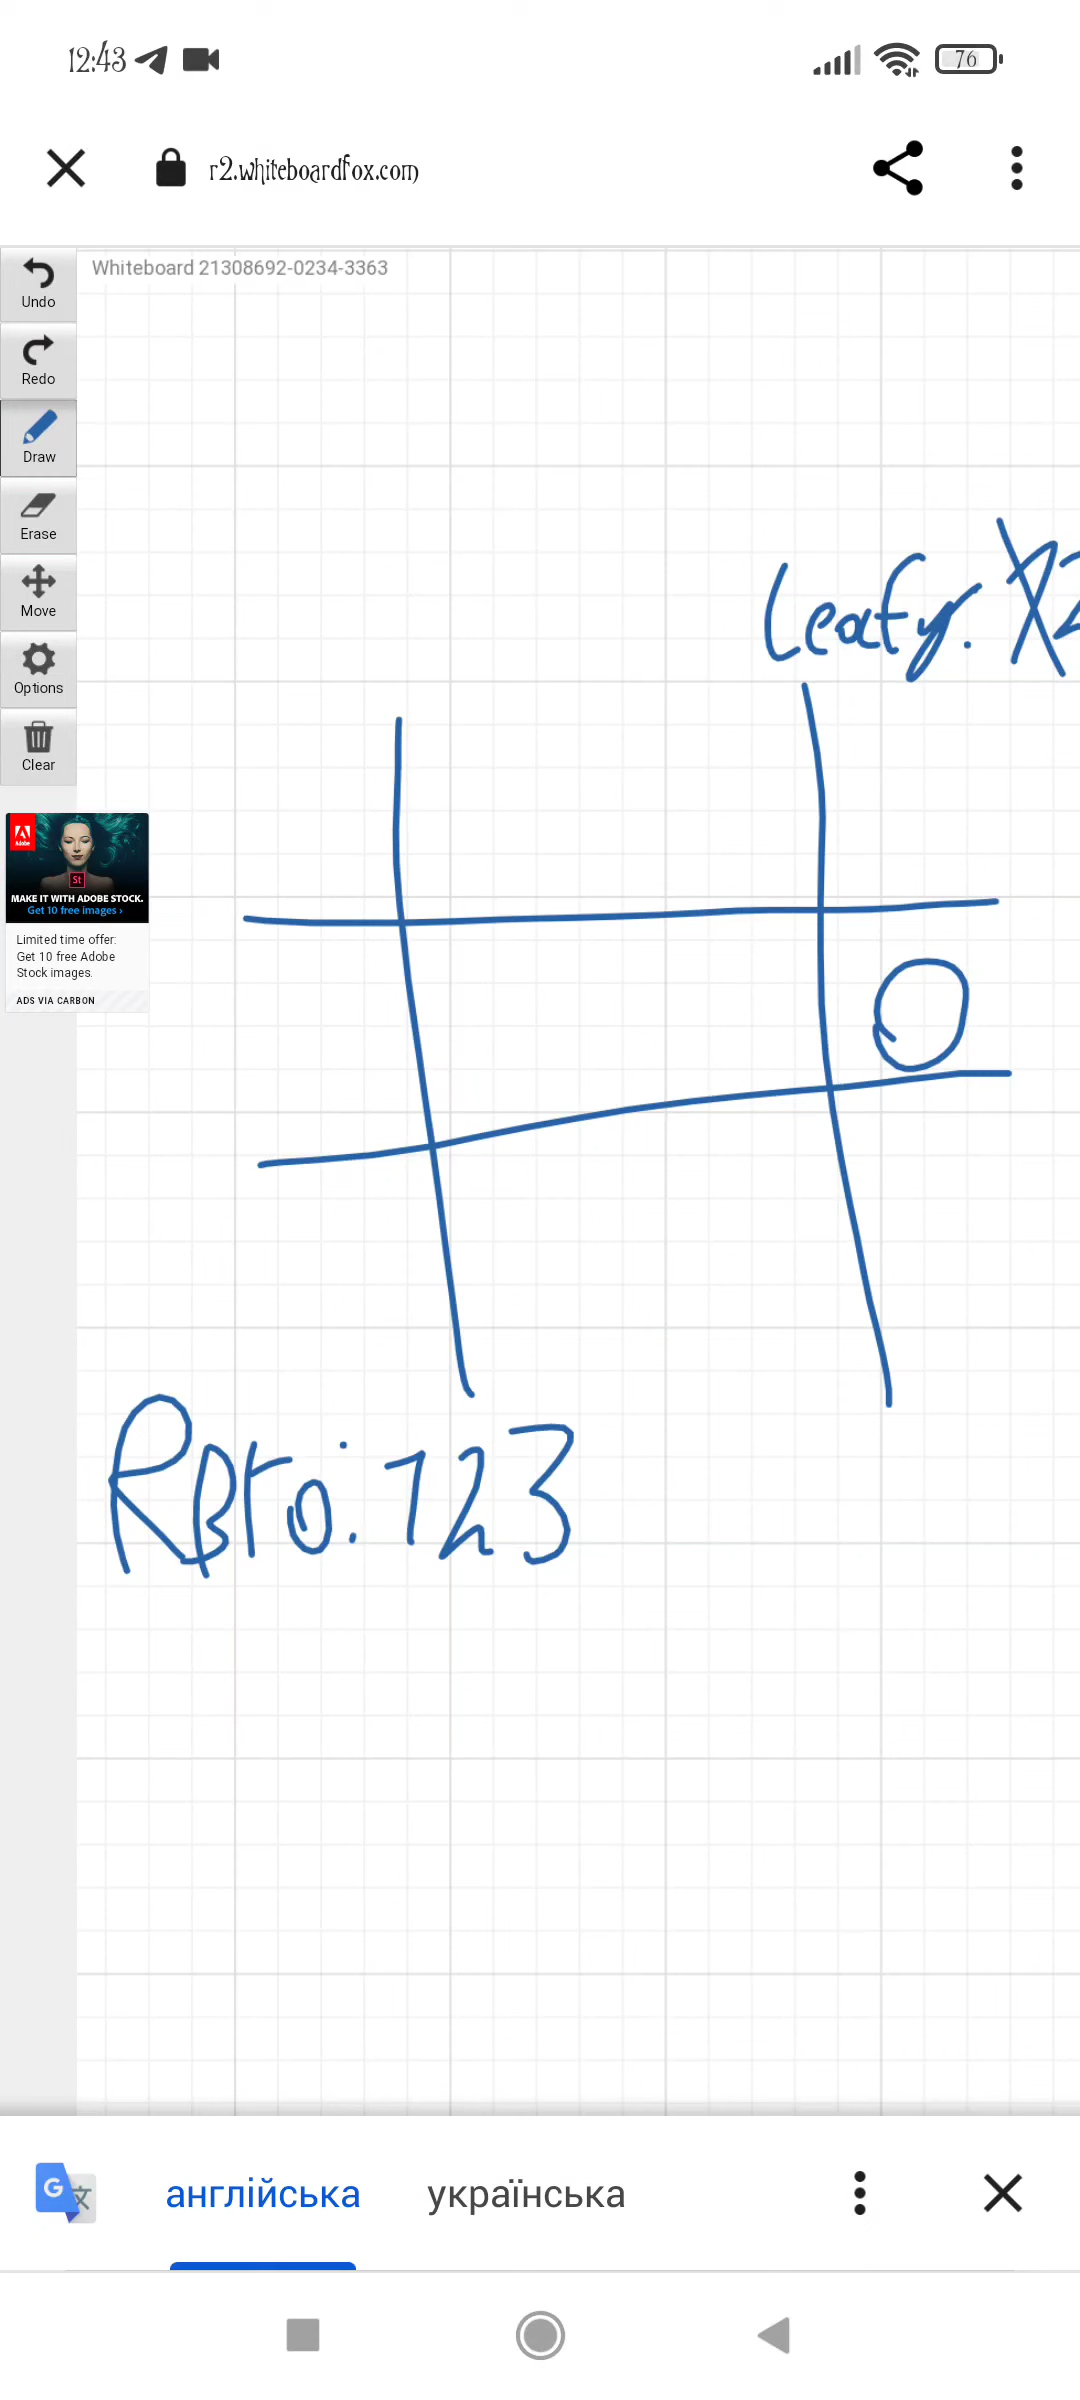 12:43
76
r2.whiteboardfox.com
Whiteboard 21308692-0234-3363
Undo
Redo
Draw
Erase
Move
Options
Clear
Leafy:
O
Adobe
St
MAKE IT WITH ADOBE STOCK.
Get 10 free images ›
Limited time offer:
Get 10 free Adobe
Stock images.
ADS VIA CARBON
123
G
англійська
українська